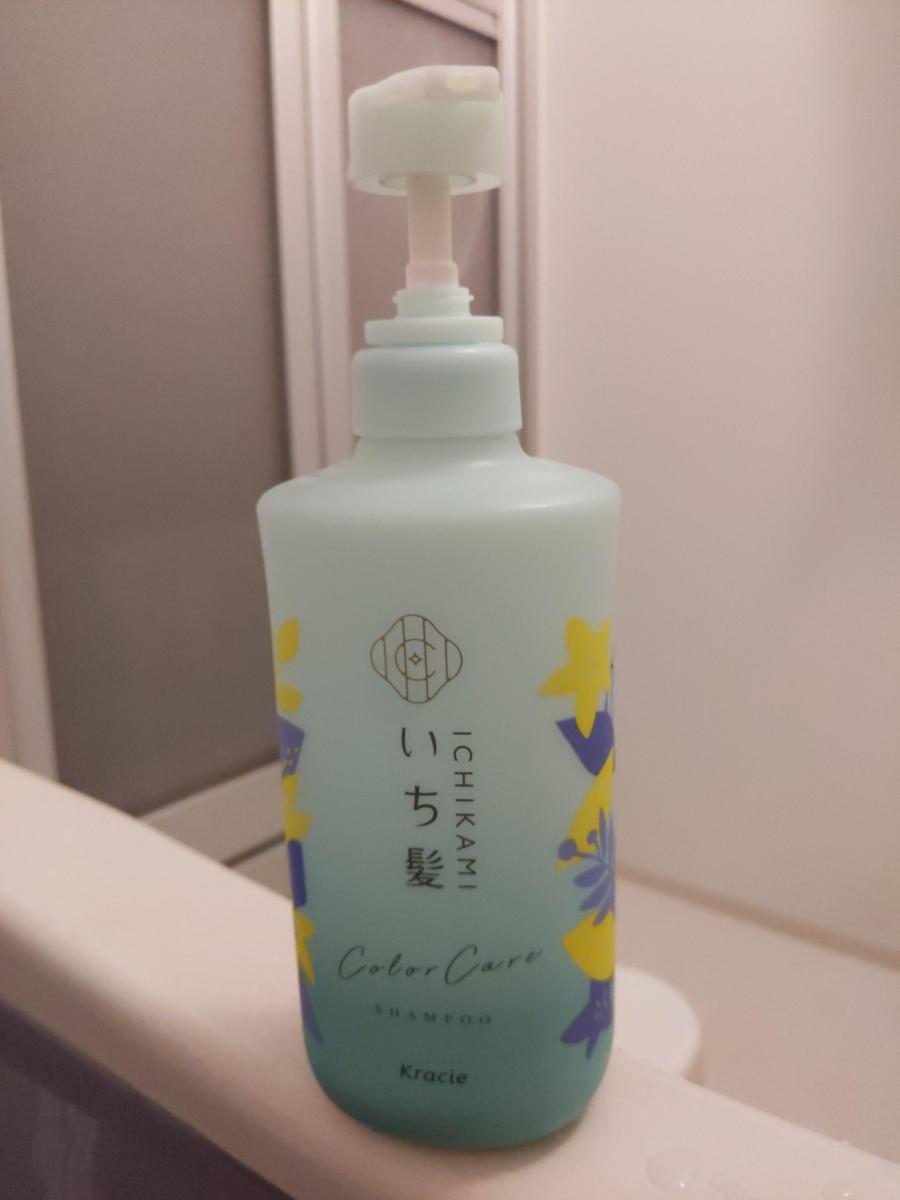 いち髪
ICHIKAMI
Color Care
SHAMPOO
Kracie